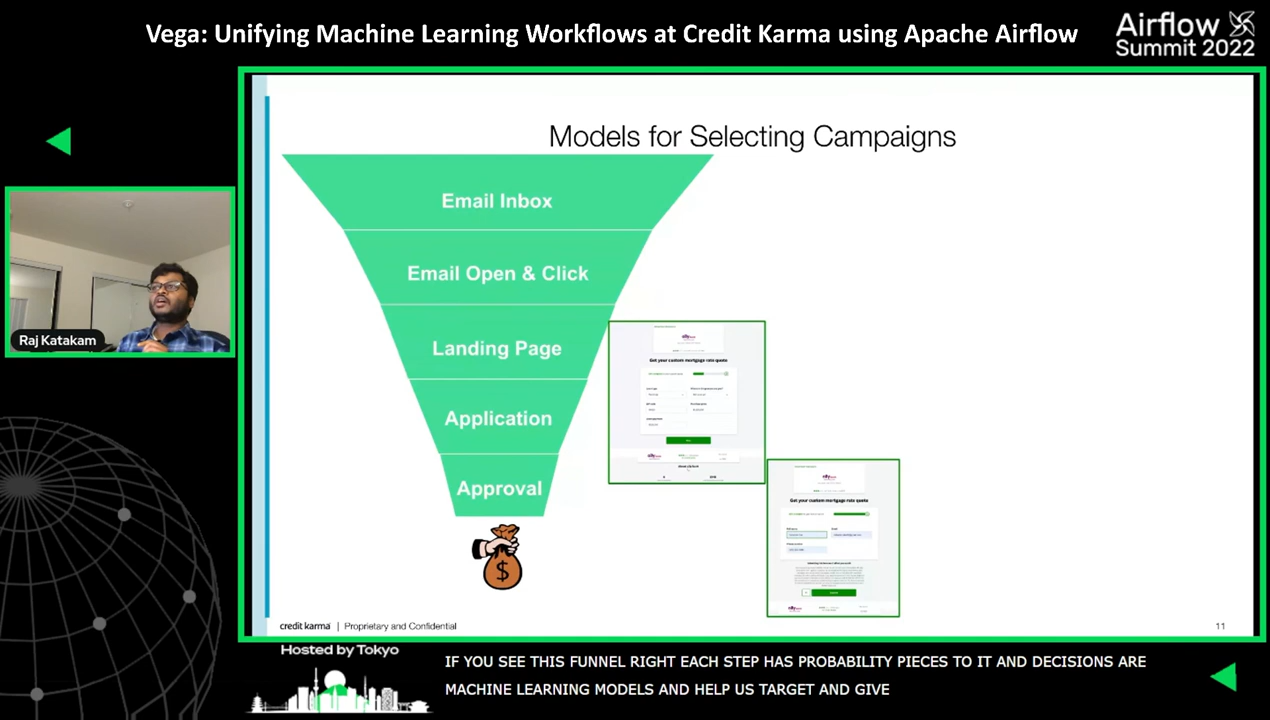 Vega: Unifying Machine Learning Workflows at Credit Karma using Apache Airflow
Airflow
Summit 2022
Models for Selecting Campaigns
Email Inbox
Email Open & Click
Landing Page
Application
Approval
$
Get your custom mortgage rate quote
Get your custom mortgage rate quote
Raj Katakam
credit karma | Proprietary and Confidential
11
Hosted by Tokyo
IF YOU SEE THIS FUNNEL RIGHT EACH STEP HAS PROBABILITY PIECES TO IT AND DECISIONS ARE
MACHINE LEARNING MODELS AND HELP US TARGET AND GIVE